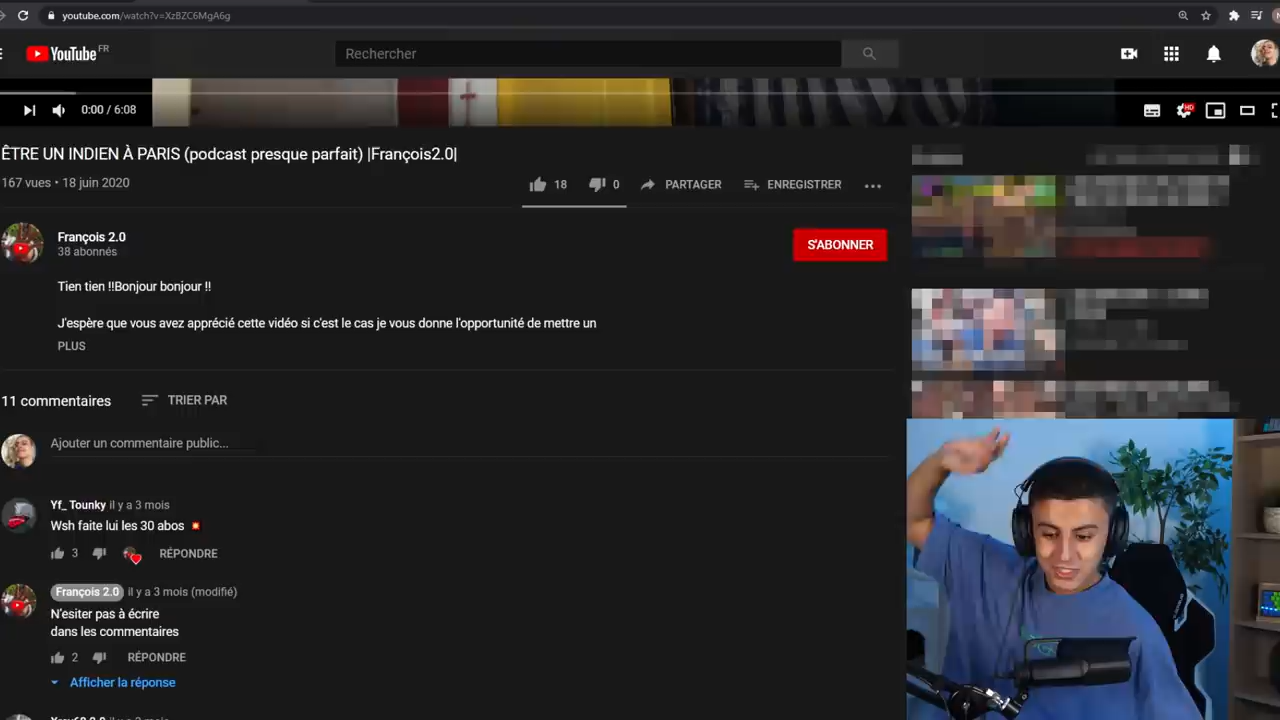 youtube.com/watch?v=XzBZC6MgA6g
YouTube FR
Rechercher
0:00 / 6:08
HD
ÊTRE UN INDIEN À PARIS (podcast presque parfait) |François2.0|
167 vues • 18 juin 2020
18
0
PARTAGER
ENREGISTRER
François 2.0
38 abonnés
S'ABONNER
Tien tien !!Bonjour bonjour !!
J'espère que vous avez apprécié cette vidéo si c'est le cas je vous donne l'opportunité de mettre un
PLUS
11 commentaires
TRIER PAR
Ajouter un commentaire public...
Yf_ Tounky il y a 3 mois
Wsh faite lui les 30 abos
3
RÉPONDRE
François 2.0 il y a 3 mois (modifié)
N'esiter pas à écrire
dans les commentaires
2
RÉPONDRE
Afficher la réponse